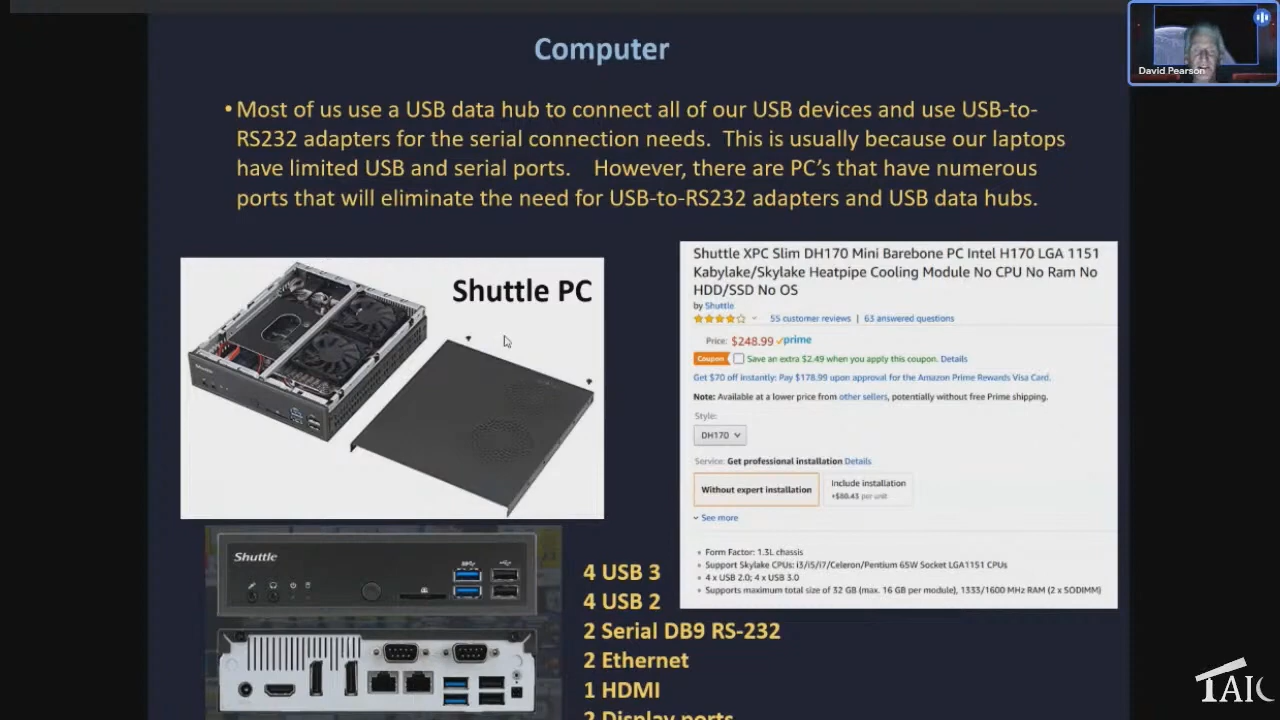 Computer
David Pearson
• Most of us use a USB data hub to connect all of our USB devices and use USB-to-
RS232 adapters for the serial connection needs. This is usually because our laptops
have limited USB and serial ports. However, there are PC's that have numerous
ports that will eliminate the need for USB-to-RS232 adapters and USB data hubs.
Shuttle PC
Shuttle XPC Slim DH170 Mini Barebone PC Intel H170 LGA 1151
Kabylake/Skylake Heatpipe Cooling Module No CPU No Ram No
HDD/SSD No OS
by Shuttle
55 customer reviews | 63 answered questions
Price: $248.99 prime
Coupon Save an extra $2.49 when you apply this coupon. Details
Get $70 off instantly: Pay $178.99 upon approval for the Amazon Prime Rewards Visa Card.
Note: Available at a lower price from other sellers, potentially without free Prime shipping.
Style:
DH170
Service: Get professional installation Details
Without expert installation
Include installation
+$80.43 per unit
See more
• Form Factor: 1.3L chassis
• Support Skylake CPUs: i3/i5/i7/Celeron/Pentium 65W Socket LGA1151 CPUs
• 4 x USB 2.0; 4 x USB 3.0
• Supports maximum total size of 32 GB (max. 16 GB per module), 1333/1600 MHz RAM (2 x SODIMM)
Shuttle
4 USB 3
4 USB 2
2 Serial DB9 RS-232
2 Ethernet
1 HDMI
2 Display ports
TAIC